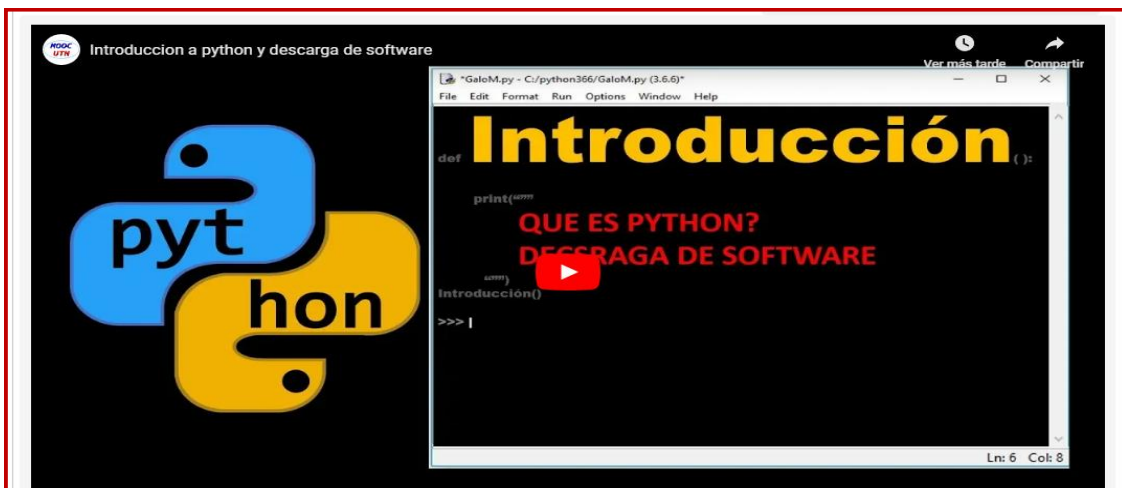 MOOC
UTN
Introduccion a python y descarga de software
Ver más tarde Compartir
*GaloM.py - C:/python366/GaloM.py (3.6.6)*
File Edit Format Run Options Window Help
def Introducción( ):
print(“””
QUE ES PYTHON?
DECSRAGA DE SOFTWARE
“””)
Introducción()
>>>
pyt
hon
Ln: 6 Col: 8